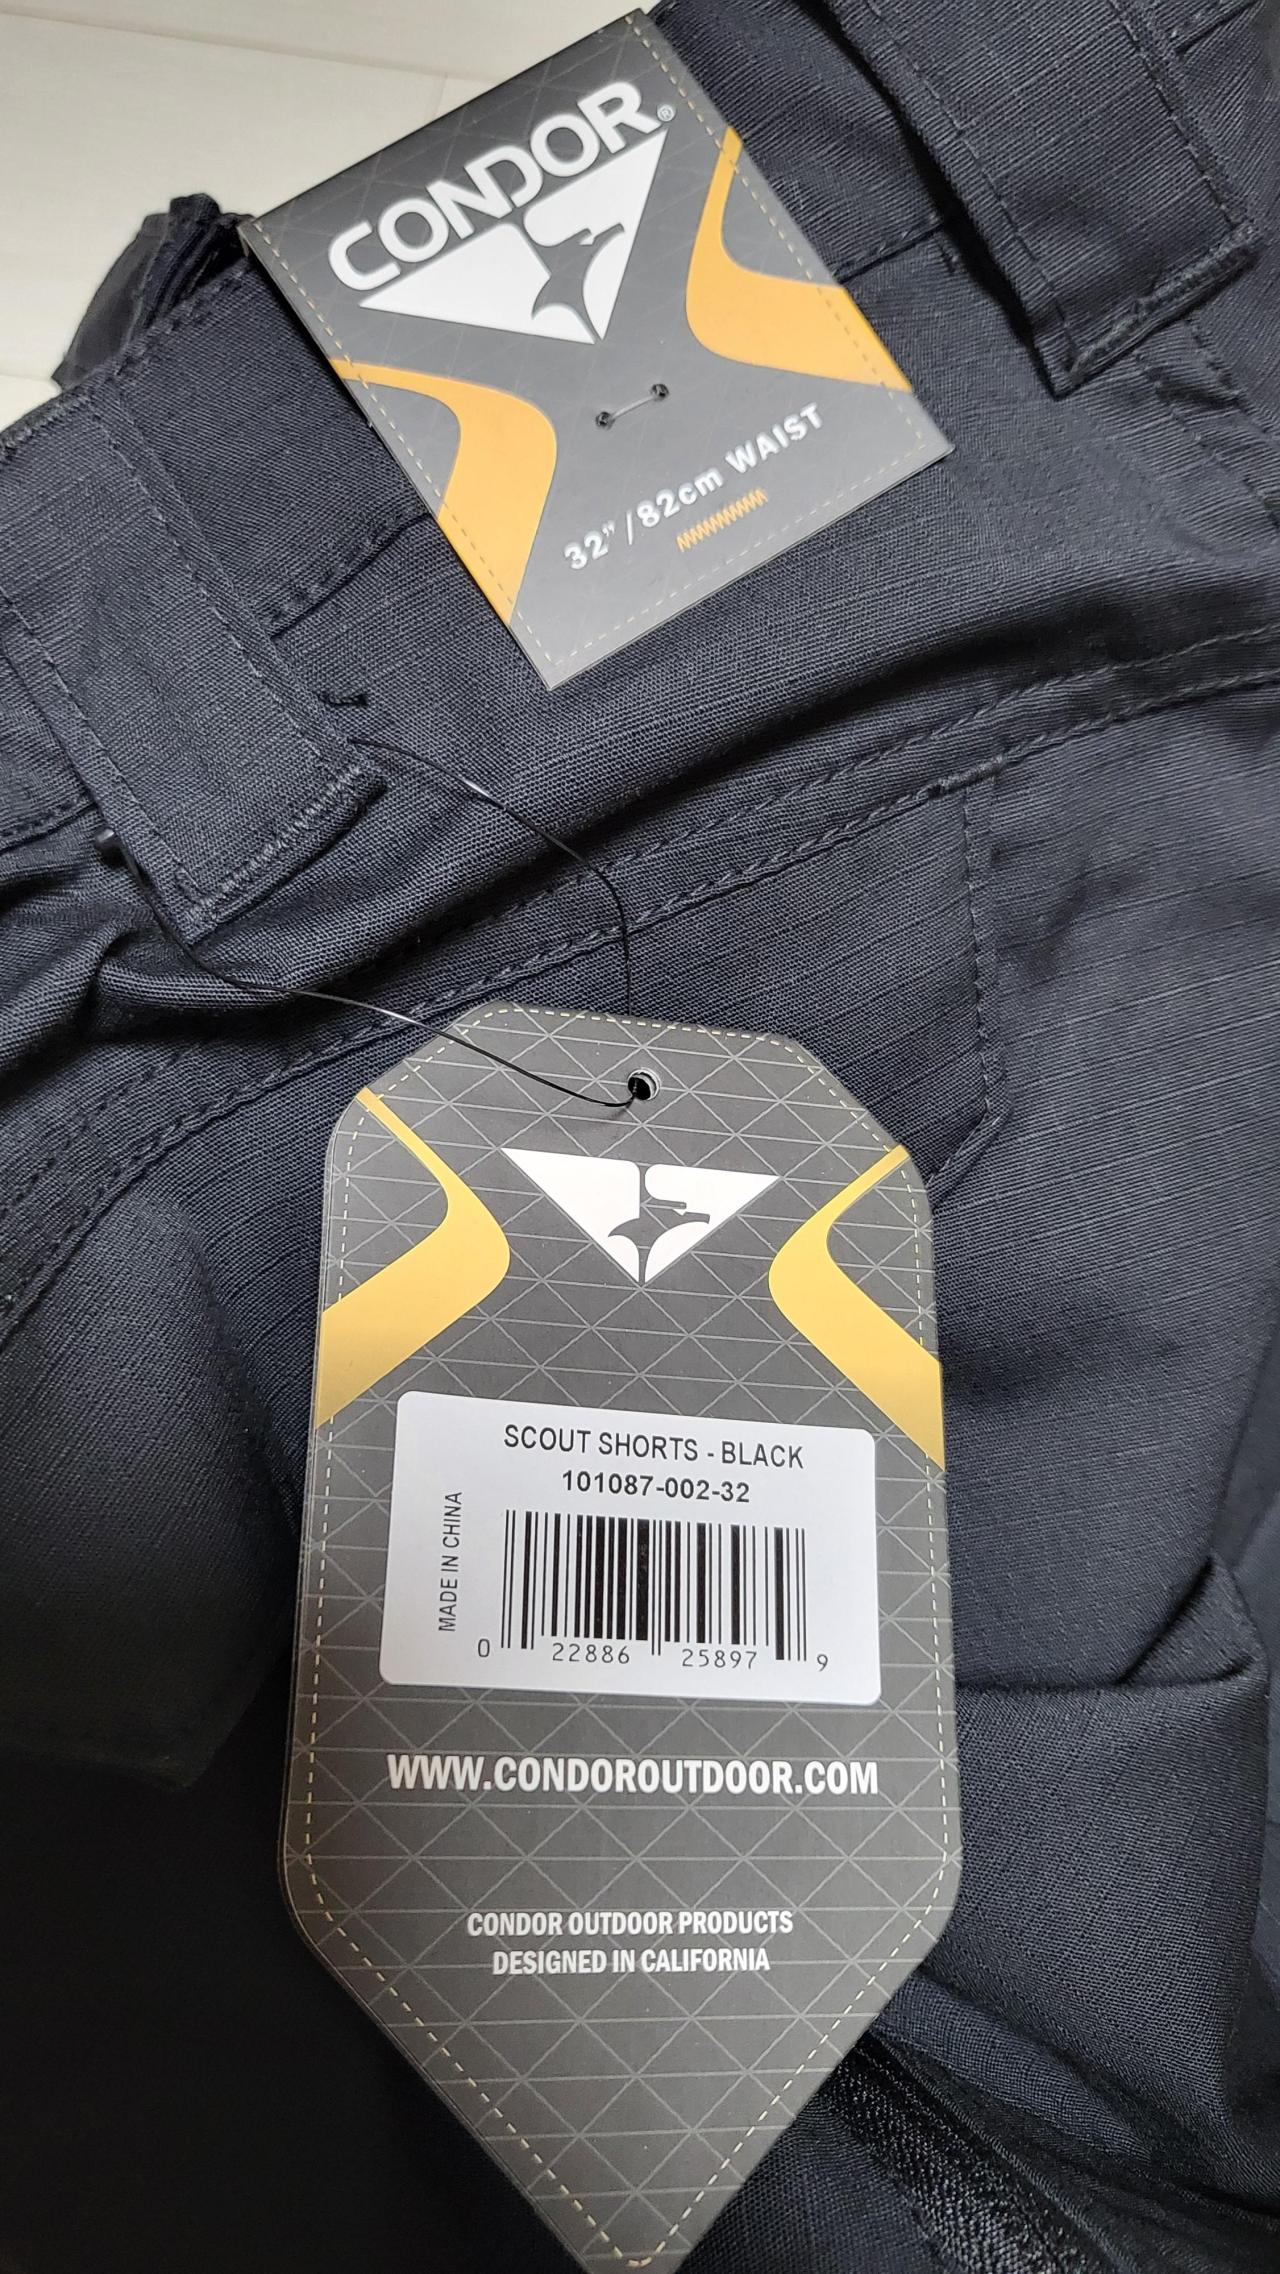 CONDOR®
32"/82cm WAIST
SCOUT SHORTS - BLACK
101087-002-32
MADE IN CHINA
0 22886 25897 9
WWW.CONDOROUTDOOR.COM
CONDOR OUTDOOR PRODUCTS
DESIGNED IN CALIFORNIA